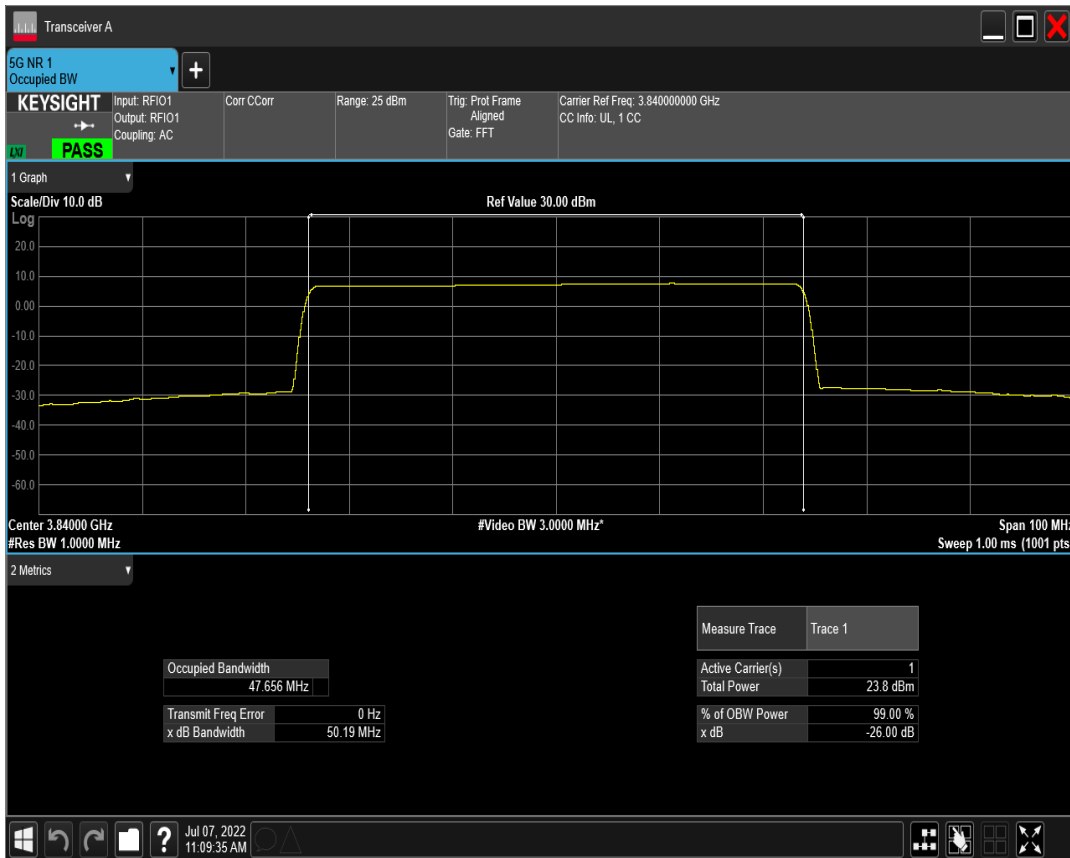 Transceiver A
5G NR 1
Occupied BW
+
KEYSIGHT
LXI
PASS
Input: RFIO1
Output: RFIO1
Coupling: AC
Corr CCorr
Range: 25 dBm
Trig: Prot Frame
Aligned
Gate: FFT
Carrier Ref Freq: 3.840000000 GHz
CC Info: UL, 1 CC
1 Graph
Scale/Div 10.0 dB
Ref Value 30.00 dBm
Log
20.0
10.0
0.00
-10.0
-20.0
-30.0
-40.0
-50.0
-60.0
Center 3.84000 GHz
#Video BW 3.0000 MHz*
Span 100 MHz
#Res BW 1.0000 MHz
Sweep 1.00 ms (1001 pts
2 Metrics
Measure Trace Trace 1
Occupied Bandwidth
47.656 MHz
Active Carrier(s) 1
Total Power 23.8 dBm
Transmit Freq Error 0 Hz
x dB Bandwidth 50.19 MHz
% of OBW Power 99.00 %
x dB -26.00 dB
?
Jul 07, 2022
11:09:35 AM